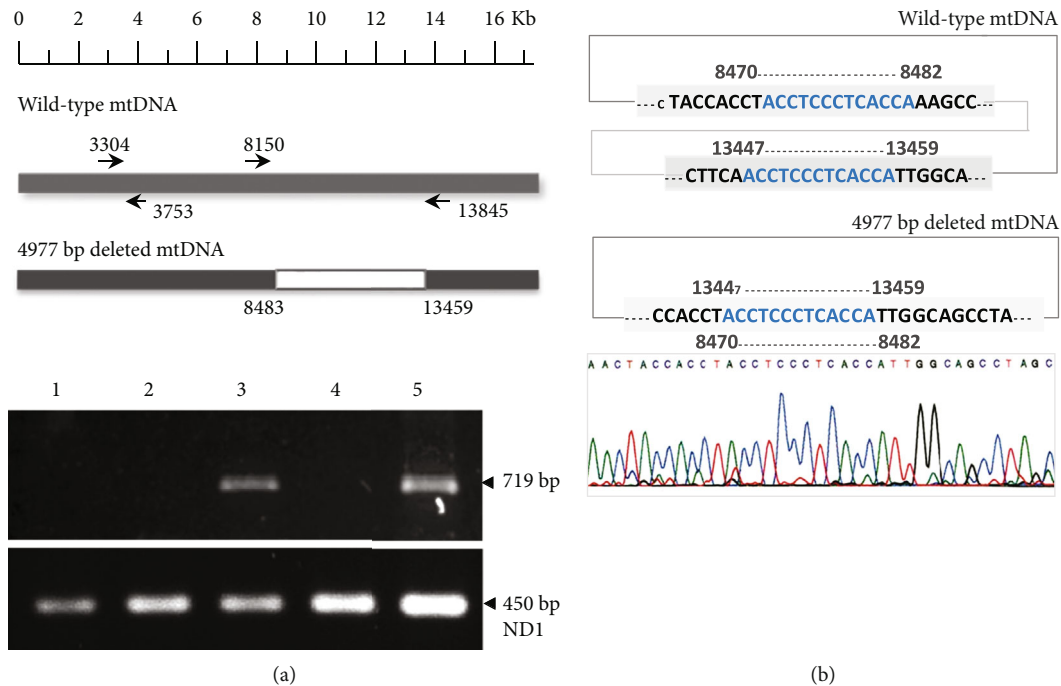 0 2 4 6 8 10 12 14 16 Kb
Wild-type mtDNA
3304 8150
3753 13845
4977 bp deleted mtDNA
8483 13459
1 2 3 4 5
719 bp
450 bp
ND1
(a)
Wild-type mtDNA
8470--------------------8482
---c TACCACCTACCTCCCTCACCAAAGCC---
13447------------------13459
---CTTCAACCTCCCTCACCATTGGCA---
4977 bp deleted mtDNA
13447------------------13459
----CCACCTACCTCCCTCACCATTGGCAGCCTA---
8470--------------------8482
A A C T A C C A C C T A C C T C C C T C A C C A T T G G C A G C C T A G C
(b)